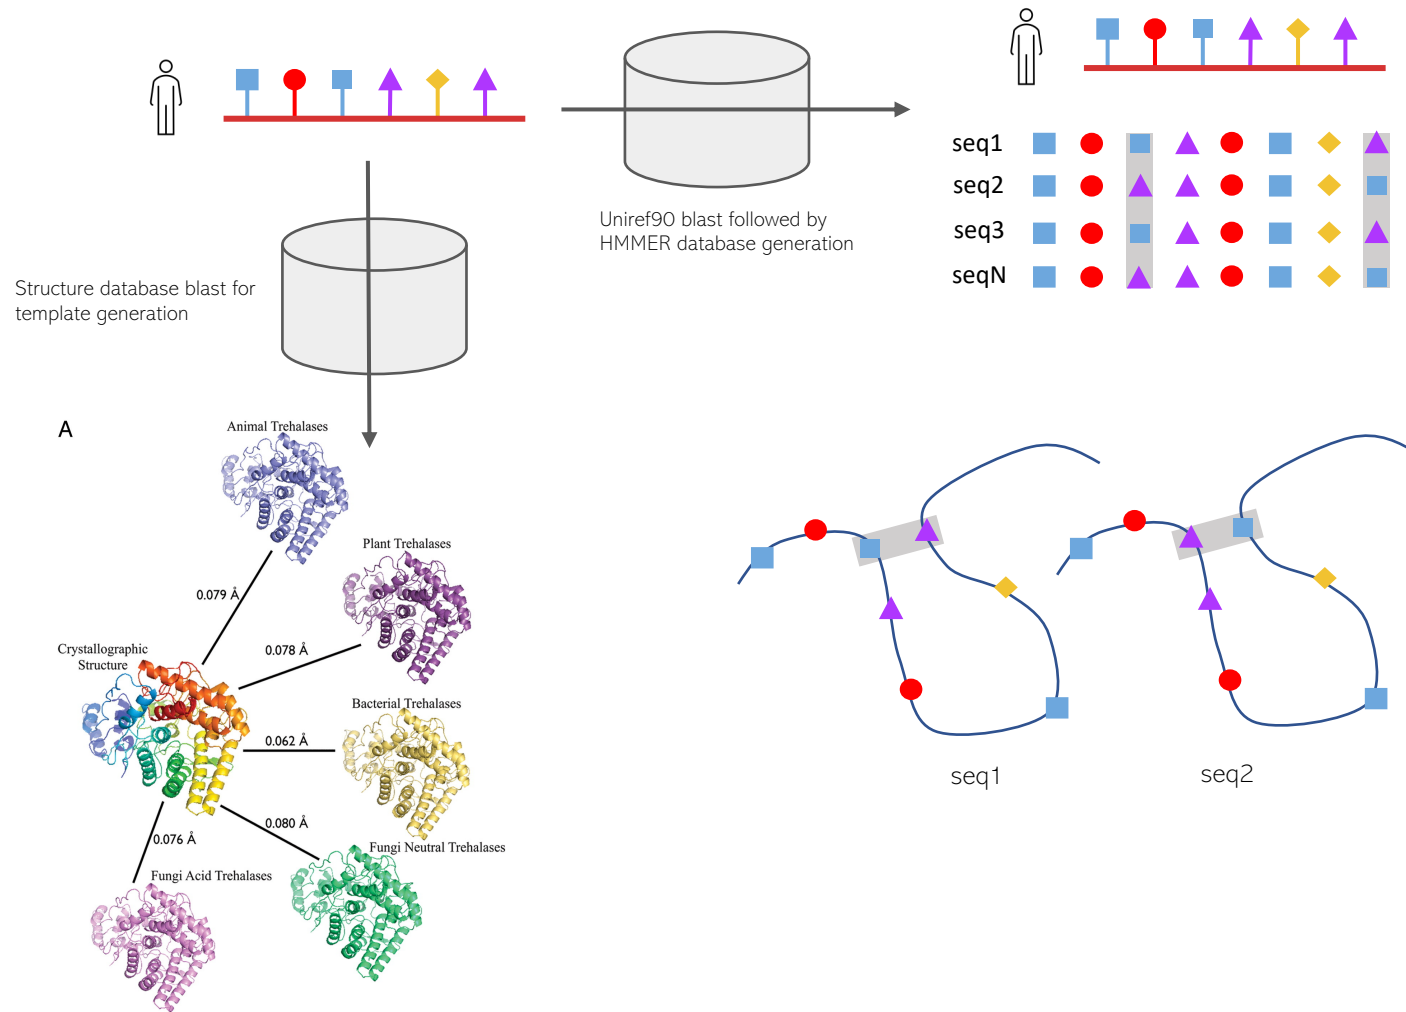 seq1
seq2
seq3
seqN
Uniref90 blast followed by
HMMER database generation
Structure database blast for
template generation
A
Animal Trehalases
Plant Trehalases
0.079 Å
0.078 Å
Crystallographic
Structure
Bacterial Trehalases
0.062 Å
0.080 Å
0.076 Å
Fungi Neutral Trehalases
Fungi Acid Trehalases
seq1
seq2